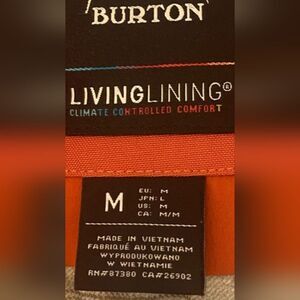 BURTON
LIVINGLINING®
CLIMATE CONTROLLED COMFORT
M
EU: M
JPN: L
US: M
CA: M/M
MADE IN VIETNAM
FABRIQUÉ AU VIETNAM
WYPRODUKOWANO
W WIETNAMIE
RN#87380 CA#26902